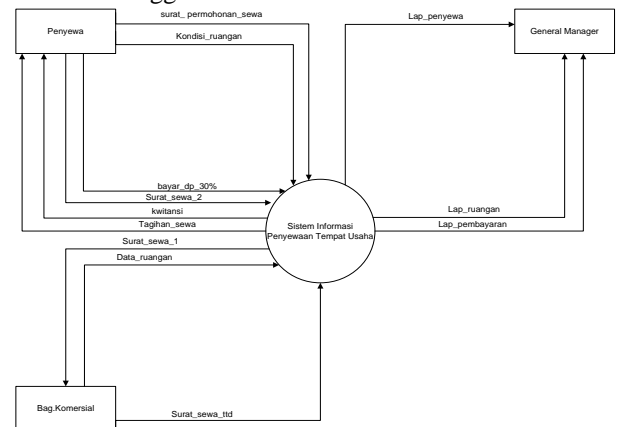 surat_ permohonan_sewa
Lap_penyewa
Penyewa
General Manager
Kondisi_ruangan
bayar_dp_30%
Surat_sewa_2
kwitansi
Tagihan_sewa
Lap_ruangan
Lap_pembayaran
Sistem Informasi
Penyewaan Tempat Usaha
Surat_sewa_1
Data_ruangan
Bag.Komersial
Surat_sewa_ttd